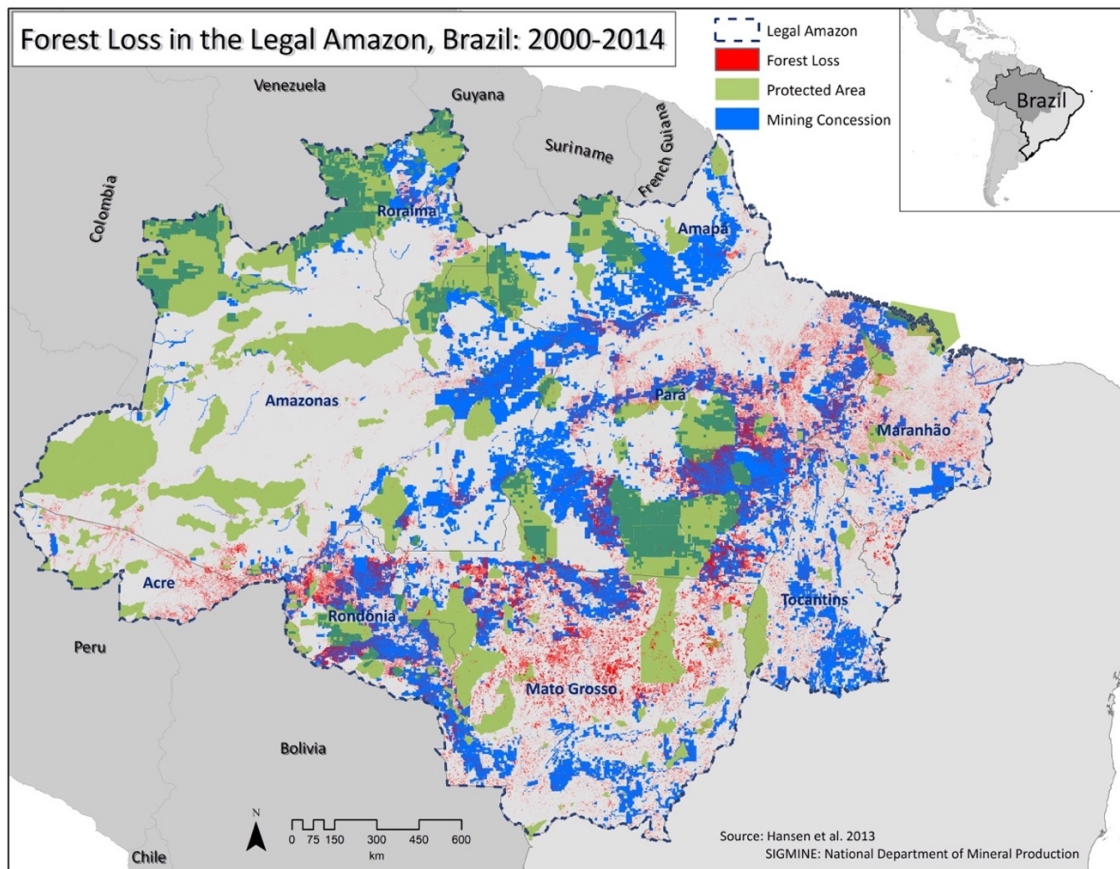 Forest Loss in the Legal Amazon, Brazil: 2000-2014
Legal Amazon
Forest Loss
Protected Area
Mining Concession
Brazil
Venezuela
Guyana
Suriname
French Guiana
Colombia
Roraima
Amapá
Amazonas
Pará
Maranhão
Acre
Rondônia
Tocantins
Peru
Mato Grosso
Bolivia
N
0 75 150 300 450 600
km
Chile
Source: Hansen et al. 2013
SIGMINE: National Department of Mineral Production